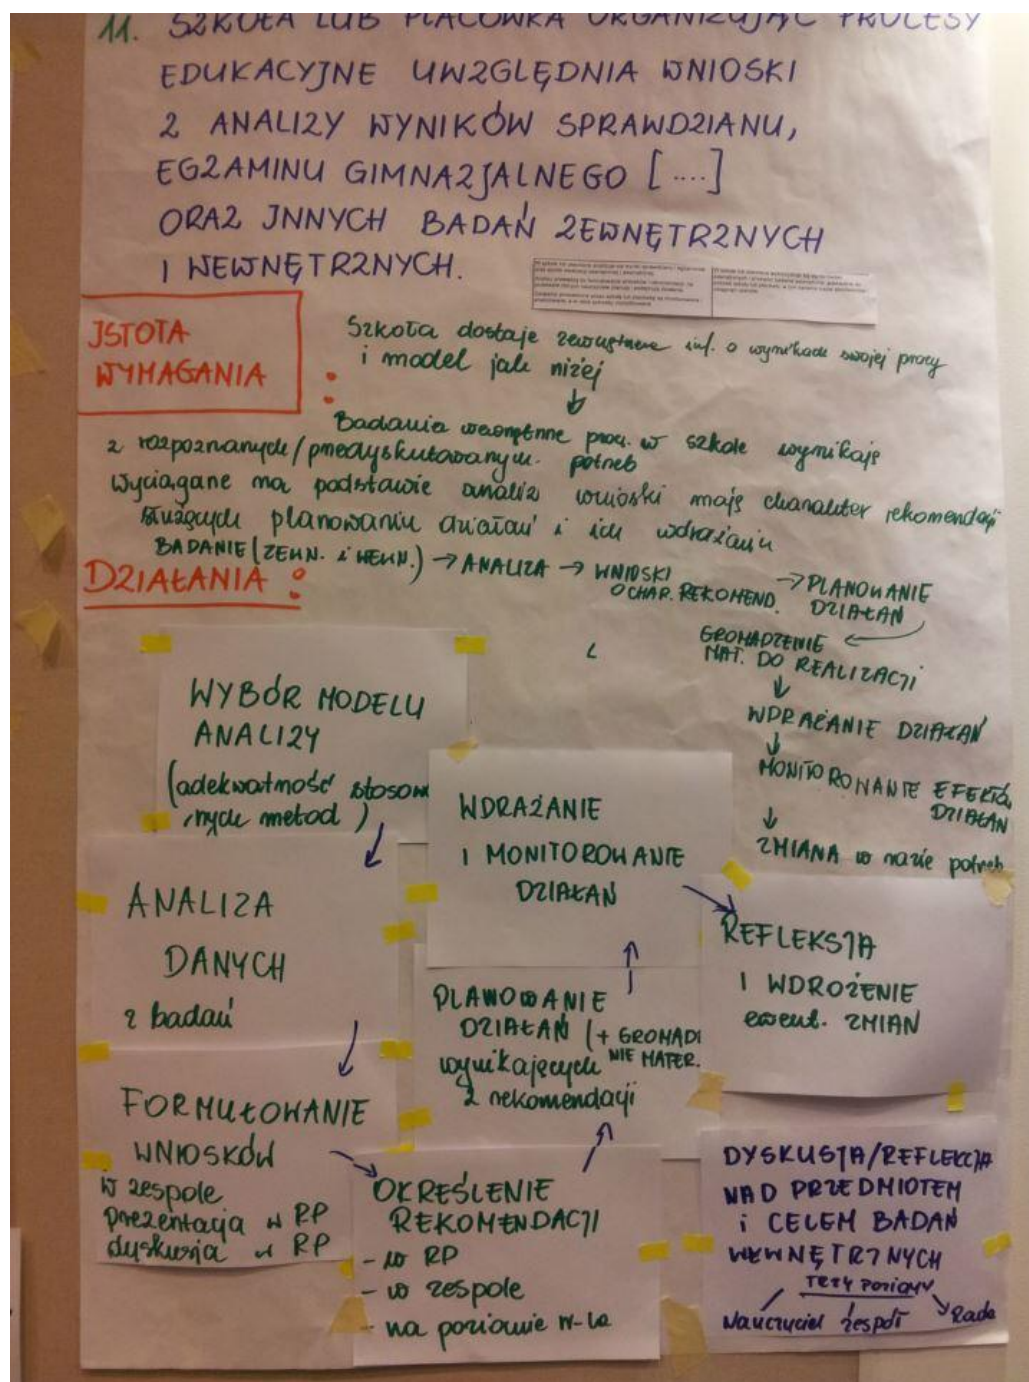 11. SZKOŁA LUB PLACÓWKA ORGANIZUJĄC PROCESY
EDUKACYJNE UWZGLĘDNIA WNIOSKI
Z ANALIZY WYNIKÓW SPRAWDZIANU,
EGZAMINU GIMNAZJALNEGO [....]
ORAZ INNYCH BADAŃ ZEWNĘTRZNYCH
I WEWNĘTRZNYCH.
ISTOTA
WYMAGANIA :
Szkoła dostaje zewnętrzne inf. o wynikach swojej pracy
i model jak niżej
↓
Badania wewnętrzne prow. w szkole wynikają
z rozpoznanych/przedyskutowanych potrzeb
Wyciągane na podstawie analiz wnioski mają charakter rekomendacji
służących planowaniu działań i ich wdrażaniu
DZIAŁANIA :
BADANIE (ZEWN. i WEWN.) → ANALIZA → WNIOSKI
O CHAR. REKOMEND. → PLANOWANIE
DZIAŁAŃ
GROMADZENIE
MAT. DO REALIZACJI
↓
WDRAŻANIE DZIAŁAŃ
↓
MONITOROWANIE EFEKTÓW
DZIAŁAŃ
↓
ZMIANA w razie potrzeb
WYBÓR MODELU
ANALIZY
(adekwatność stosowa
nych metod)
ANALIZA
DANYCH
z badań
FORMUŁOWANIE
WNIOSKÓW
w zespole
prezentacja w RP
dyskusja w RP
OKREŚLENIE
REKOMENDACJI
- w RP
- w zespole
- na poziomie n-la
PLANOWANIE
DZIAŁAŃ (+ GROMADZ
wynikających NIE MATER.
z rekomendacji
WDRAŻANIE
I MONITOROWANIE
DZIAŁAŃ
REFLEKSJA
I WDROŻENIE
ewent. ZMIAN
DYSKUSJA/REFLEKCJA
NAD PRZEDMIOTEM
i CELEM BADAŃ
WEWNĘTRZNYCH
TRZY POZIOMY
Nauczyciel zespół Rada